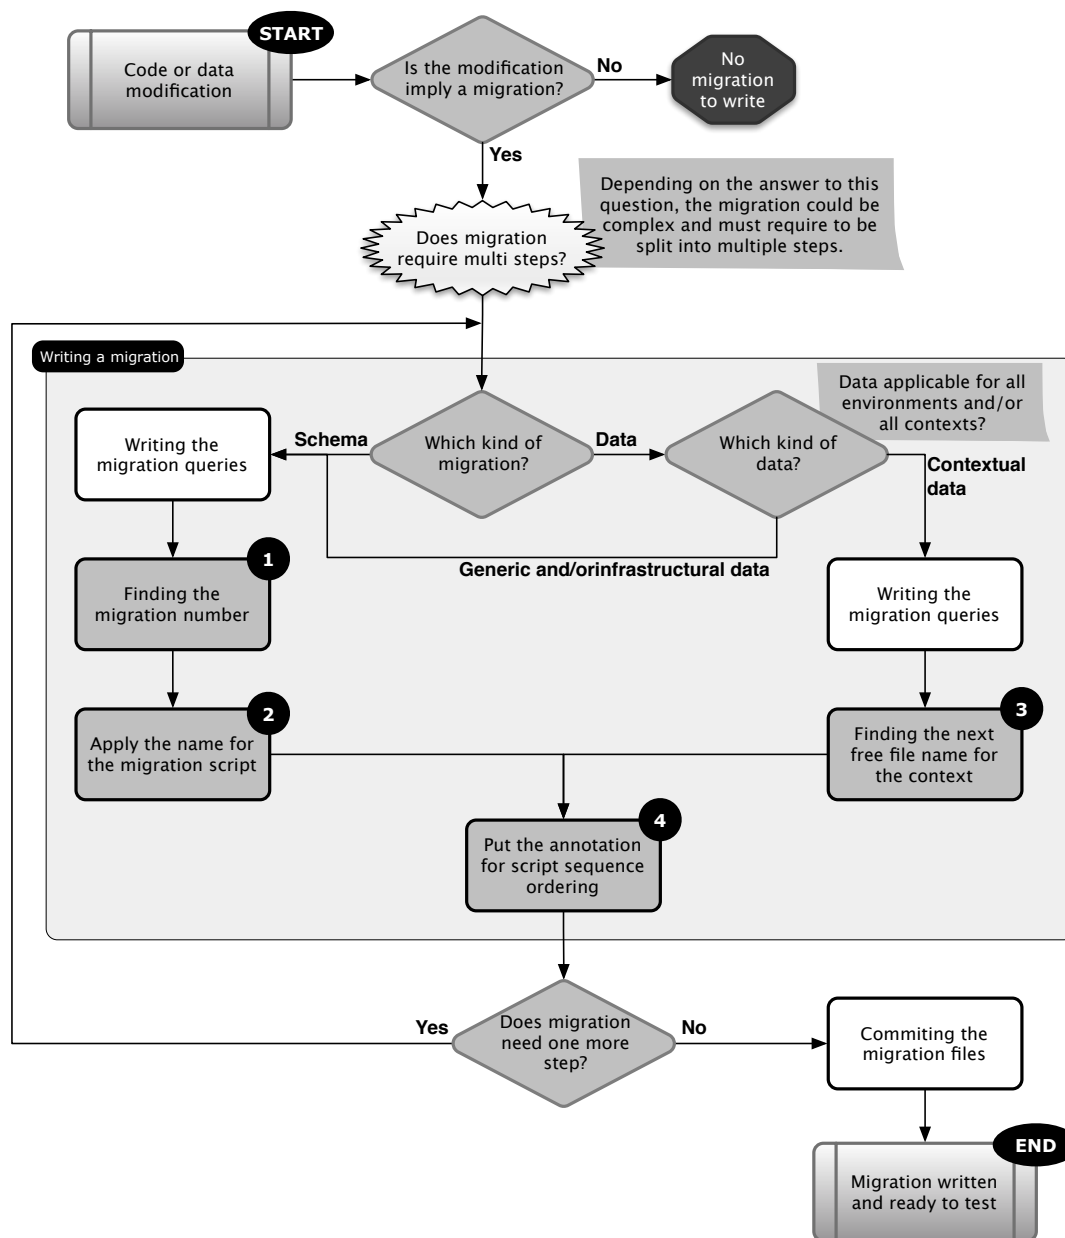 START
Code or data
modification
Is the modification
imply a migration?
No
No
migration
to write
Yes
Depending on the answer to this
question, the migration could be
complex and must require to be
split into multiple steps.
Does migration
require multi steps?
Writing a migration
Data applicable for all
environments and/or
all contexts?
Writing the
migration queries
Schema
Which kind of
migration?
Data
Which kind of
data?
Contextual
data
1
Generic and/orinfrastructural data
Finding the
migration number
Writing the
migration queries
2
Apply the name for
the migration script
3
Finding the next
free file name for
the context
4
Put the annotation
for script sequence
ordering
Yes
Does migration
need one more
step?
No
Commiting the
migration files
END
Migration written
and ready to test